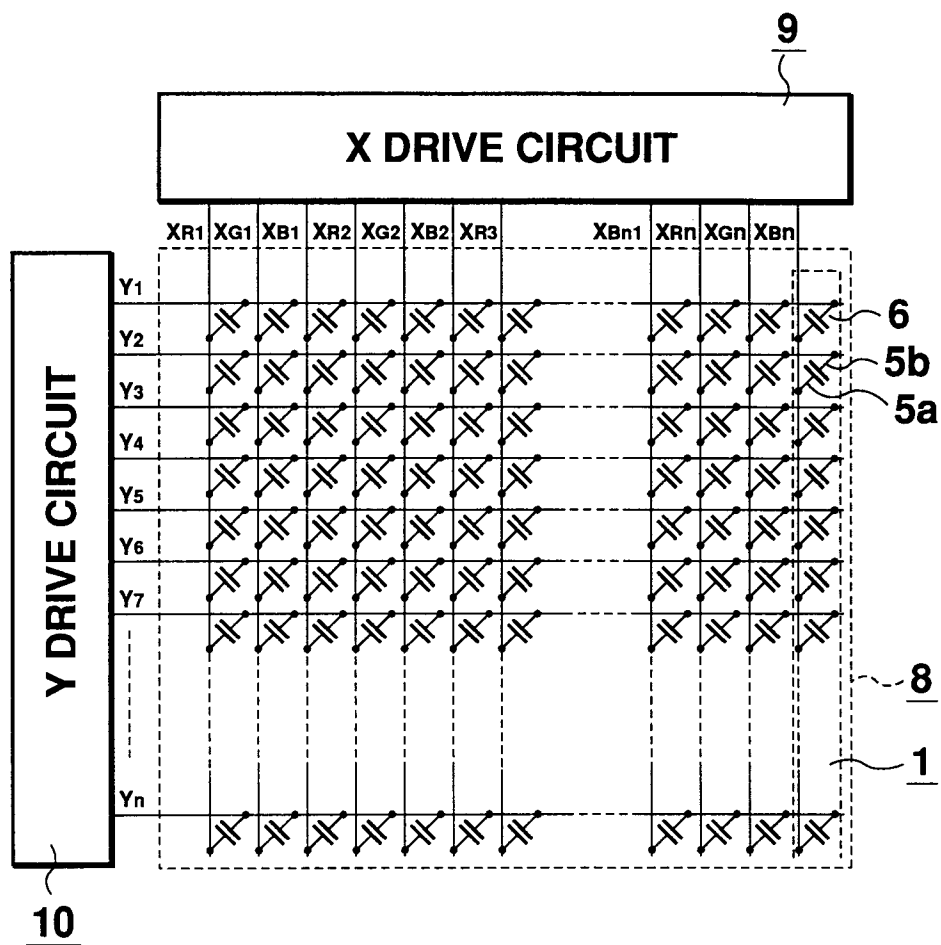 9
X DRIVE CIRCUIT
XR1 XG1 XB1 XR2 XG2 XB2 XR3 XBn1 XRn XGn XBn
Y DRIVE CIRCUIT
Y1
Y2
Y3
Y4
Y5
Y6
Y7
Yn
6
5b
5a
8
1
10